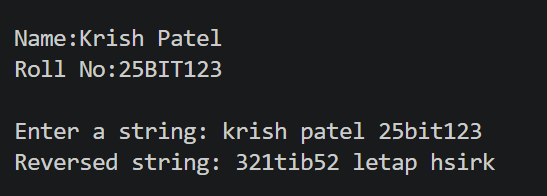 Name:Krish Patel
Roll No:25BIT123
Enter a string: krish patel 25bit123
Reversed string: 321tib52 letap hsirk